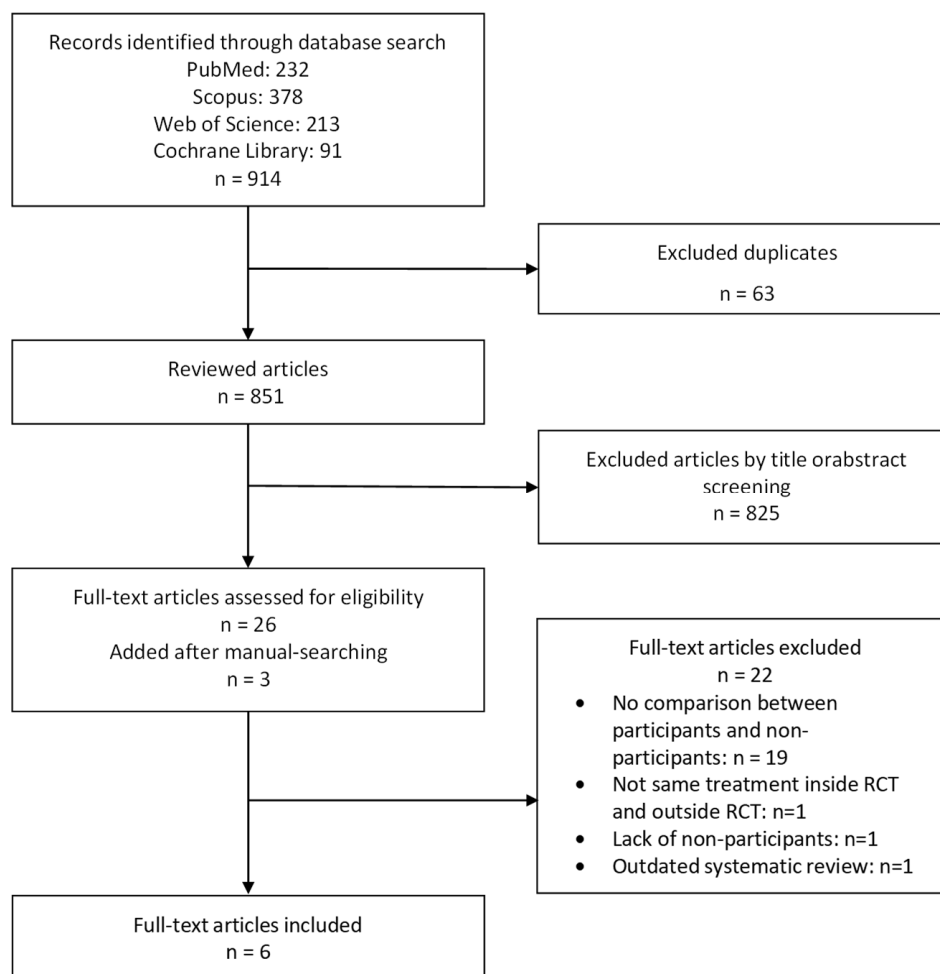 Records identified through database search
PubMed: 232
Scopus: 378
Web of Science: 213
Cochrane Library: 91
n = 914
Excluded duplicates
n = 63
Reviewed articles
n = 851
Excluded articles by title orabstract
screening
n = 825
Full-text articles assessed for eligibility
n = 26
Added after manual-searching
n = 3
Full-text articles excluded
n = 22
• No comparison between
participants and non-
participants: n = 19
• Not same treatment inside RCT
and outside RCT: n=1
• Lack of non-participants: n=1
• Outdated systematic review: n=1
Full-text articles included
n = 6